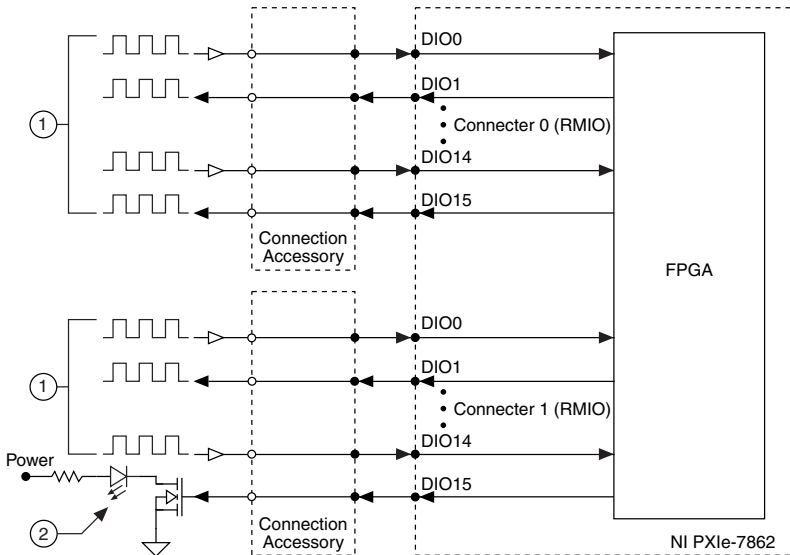 DIO0
1
DIO1
Connecter 0 (RMIO)
DIO14
DIO15
Connection
Accessory
FPGA
DIO0
DIO1
1
Connecter 1 (RMIO)
DIO14
Power
DIO15
2
Connection
Accessory
NI PXIe-7862